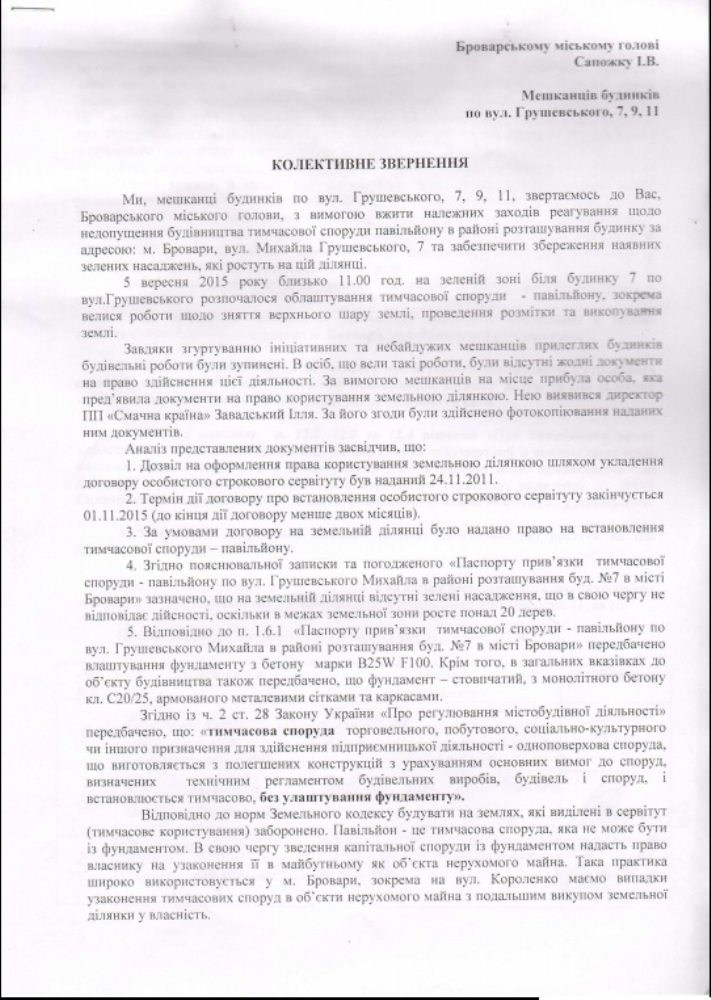 Броварському міському голові
Сапожку І.В.
Мешканців будинків
по вул. Грушевського, 7, 9, 11
КОЛЕКТИВНЕ ЗВЕРНЕННЯ
Ми, мешканці будинків по вул. Грушевського, 7, 9, 11, звертаємось до Вас,
Броварського міського голови, з вимогою вжити належних заходів реагування щодо
недопущення будівництва тимчасової споруди павільйону в районі розташування будинку за
адресою: м. Бровари, вул. Михайла Грушевського, 7 та забезпечити збереження наявних
зелених насаджень, які ростуть на цій ділянці.
5 вересня 2015 року близько 11.00 год. на зеленій зоні біля будинку 7 по
вул.Грушевського розпочалося облаштування тимчасової споруди - павільйону, зокрема
велися роботи щодо зняття верхнього шару землі, проведення розмітки та викопування
землі.
Завдяки згуртуванню ініціативних та небайдужих мешканців прилеглих будинків
будівельні роботи були зупинені. В осіб, що вели такі роботи, були відсутні жодні документи
на право здійснення цієї діяльності. За вимогою мешканців на місце прибула особа, яка
пред’явила документи на право користування земельною ділянкою. Нею виявився директор
ПП «Смачна країна» Завадський Ілля. За його згоди були здійснено фотокопіювання наданих
ним документів.
Аналіз представлених документів засвідчив, що:
1. Дозвіл на оформлення права користування земельною ділянкою шляхом укладення
договору особистого строкового сервітуту був наданий 24.11.2011.
2. Термін дії договору про встановлення особистого строкового сервітуту закінчується
01.11.2015 (до кінця дії договору менше двох місяців).
3. За умовами договору на земельній ділянці було надано право на встановлення
тимчасової споруди – павільйону.
4. Згідно пояснювальної записки та погодженого «Паспорту прив’язки тимчасової
споруди - павільйону по вул. Грушевського Михайла в районі розташування буд. №7 в місті
Бровари» зазначено, що на земельній ділянці відсутні зелені насадження, що в свою чергу не
відповідає дійсності, оскільки в межах земельної зони росте понад 20 дерев.
5. Відповідно до п. 1.6.1 «Паспорту прив’язки тимчасової споруди - павільйону по
вул. Грушевського Михайла в районі розташування буд. №7 в місті Бровари» передбачено
влаштування фундаменту з бетону марки B25W F100. Крім того, в загальних вказівках до
об’єкту будівництва також передбачено, що фундамент – стовпчатий, з монолітного бетону
кл. С20/25, армованого металевими сітками та каркасами.
Згідно із ч. 2 ст. 28 Закону України «Про регулювання містобудівної діяльності»
передбачено, що: «тимчасова споруда торговельного, побутового, соціально-культурного
чи іншого призначення для здійснення підприємницької діяльності - одноповерхова споруда,
що виготовляється з полегшених конструкцій з урахуванням основних вимог до споруд,
визначених технічним регламентом будівельних виробів, будівель і споруд, і
встановлюється тимчасово, без улаштування фундаменту».
Відповідно до норм Земельного кодексу будувати на землях, які виділені в сервітут
(тимчасове користування) заборонено. Павільйон - це тимчасова споруда, яка не може бути
із фундаментом. В свою чергу зведення капітальної споруди із фундаментом надасть право
власнику на узаконення її в майбутньому як об’єкта нерухомого майна. Така практика
широко використовується у м. Бровари, зокрема на вул. Короленко маємо випадки
узаконення тимчасових споруд в об’єкти нерухомого майна з подальшим викупом земельної
ділянки у власність.